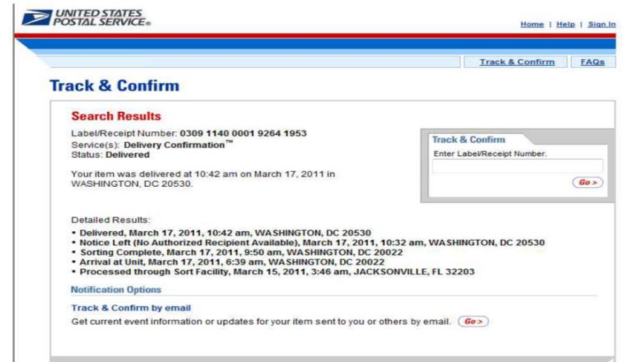 UNITED STATES
POSTAL SERVICE®
Home | Help | Sign In
Track & Confirm FAQs
Track & Confirm
Search Results
Label/Receipt Number: 0309 1140 0001 9264 1953
Service(s): Delivery Confirmation™
Status: Delivered
Your item was delivered at 10:42 am on March 17, 2011 in
WASHINGTON, DC 20530.
Track & Confirm
Enter Label/Receipt Number.
Go >
Detailed Results:
• Delivered, March 17, 2011, 10:42 am, WASHINGTON, DC 20530
• Notice Left (No Authorized Recipient Available), March 17, 2011, 10:32 am, WASHINGTON, DC 20530
• Sorting Complete, March 17, 2011, 9:50 am, WASHINGTON, DC 20022
• Arrival at Unit, March 17, 2011, 6:39 am, WASHINGTON, DC 20022
• Processed through Sort Facility, March 15, 2011, 3:46 am, JACKSONVILLE, FL 32203
Notification Options
Track & Confirm by email
Get current event information or updates for your item sent to you or others by email. Go >